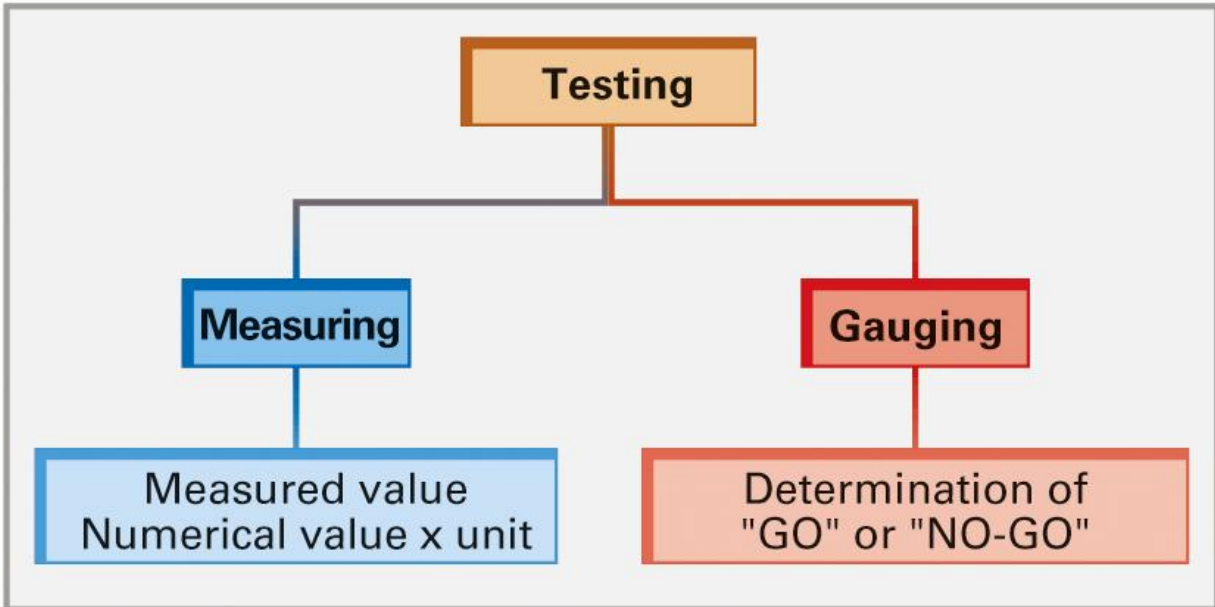 Testing
Measuring
Gauging
Measured value
Numerical value x unit
Determination of
"GO" or "NO-GO"